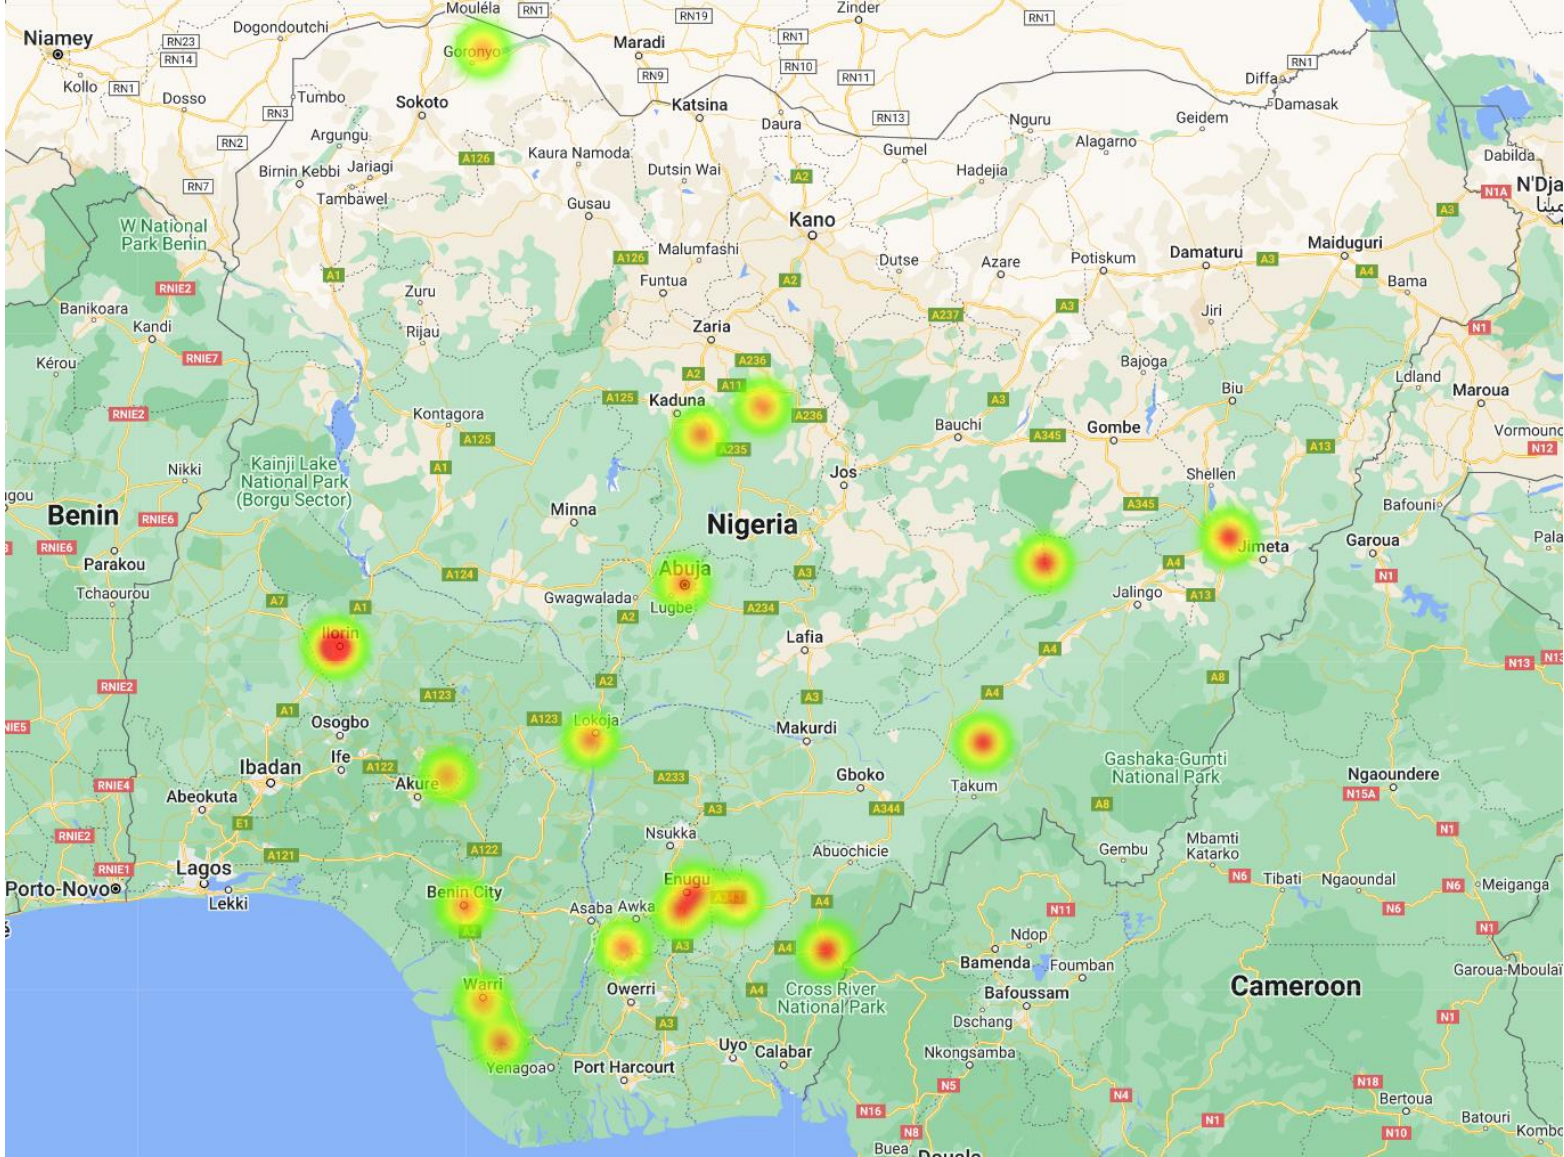 Mouléla
RN1
RN19
Zinder
RN1
Niamey
RN23
Dogondoutchi
Maradi
RN1
RN14
Goronyo
RN10
RN1
Kollo
RN1
RN9
RN11
Diffa
Dosso
Tumbo
Sokoto
Katsina
Damasak
RN3
Daura
RN13
Nguru
Geidem
RN2
Argungu
Alagarno
Kaura Namoda
Gumel
Dabilda
A126
Birnin Kebbi
Jariagi
Dutsin Wai
A2
Hadejia
RN7
Tambawel
N1A
N'Dja
Gusau
Kano
A3
W National
Park Benin
Malumfashi
Maiduguri
A126
Dutse
Azare
Potiskum
Damaturu
A3
A1
Funtua
A2
A4
Bama
RNIE2
Zuru
Banikoara
A237
A3
Jiri
Kandi
Rijau
Zaria
N1
Kérou
RNIE7
A236
Bajoga
A2
A11
Ldland
Biu
Maroua
A125
Kaduna
A3
RNIE2
Kontagora
A236
Bauchi
A345
Gombe
Vormounc
A125
A235
A13
N12
Nikki
Kainji Lake
National Park
(Borgu Sector)
A1
Jos
Shellen
gou
A345
Bafouni
Benin
RNIE6
Minna
Nigeria
RNIE6
Jimeta
Garoua
Pala
Parakou
Abuja
A4
N1
Tchaourou
A124
A3
A7
A1
Gwagwalada
Lugbe
A234
Jalingo
A13
A2
Ilorin
Lafia
A4
N13
N13
A8
RNIE2
A2
A123
A4
A1
A3
NIE5
Osogbo
A123
Lokoja
Makurdi
Ife
Gashaka-Gumti
National Park
Ibadan
A122
A233
Gboko
Ngaoundere
RNIE4
Akure
Takum
Abeokuta
N15A
A3
A344
A8
E1
Nsukka
RNIE2
A122
Mbamti
Katarko
N1
A121
Abuochicie
Gembu
Lagos
RNIE1
Enugu
N6
Tibati
Ngaoundal
N6
Meiganga
Porto-Novo
Lekki
Benin City
A343
A4
N6
Asaba
Awka
N11
A2
N1
A3
A4
Ndop
Bamenda
Foumban
Garoua-Mboulaï
Warri
Owerri
A4
Cross River
National Park
Bafoussam
Cameroon
A3
Dschang
N1
Uyo
Calabar
Nkongsamba
Yenagoa
Port Harcourt
N5
N18
N4
Bertoua
N16
N1
Batouri
N8
N10
Kombo
Buea
Douala